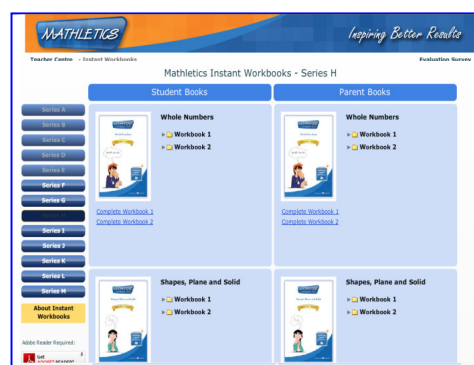 MATHLETICS
Inspiring Better Results
Teacher Centre › Instant Workbooks
Evaluation Survey
Mathletics Instant Workbooks - Series H
Student Books
Parent Books
Series A
Series B
Series C
Series D
Series E
Series F
Series G
Series I
Series J
Series K
Series L
Series M
About Instant
Workbooks
Adobe Reader Required:
Get
ADOBE® READER®
Whole Numbers
Workbook 1
Workbook 2
Complete Workbook 1
Complete Workbook 2
Whole Numbers
Workbook 1
Workbook 2
Complete Workbook 1
Complete Workbook 2
Shapes, Plane and Solid
Workbook 1
Workbook 2
Shapes, Plane and Solid
Workbook 1
Workbook 2